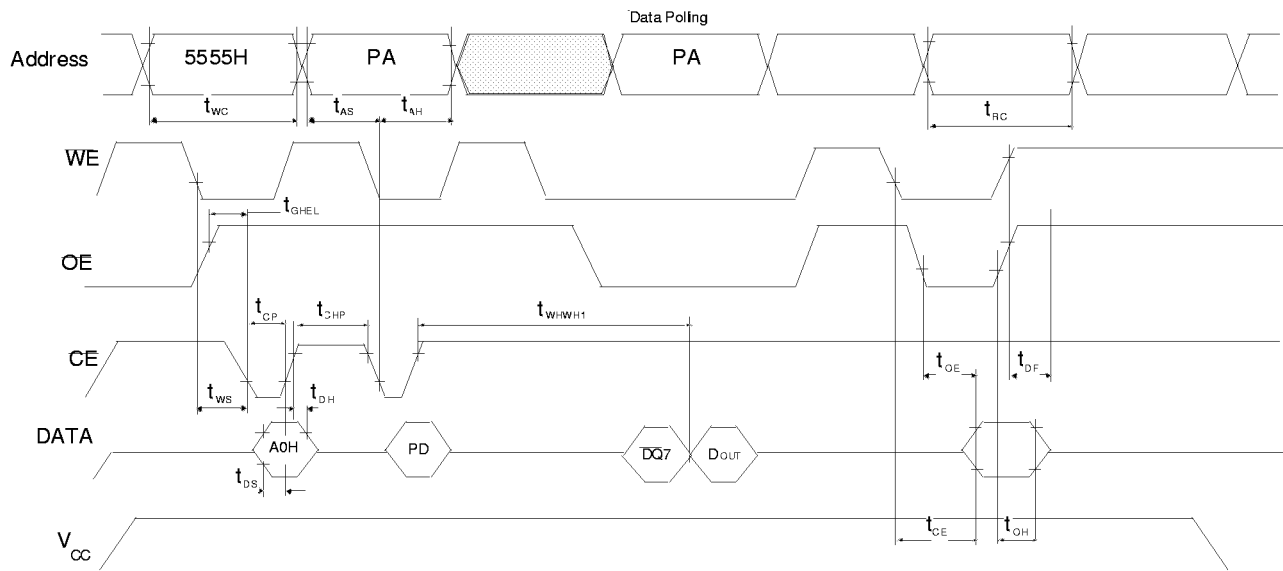 Data Polling
Address 5555H PA PA
tWC tAS tAH tRC
WE
tGHEL
OE
tCP tCHP tWHWH1
CE
tOE tDF
tWS tDH
DATA A0H PD DQ7 DOUT
tDS
tCE tOH
VCC